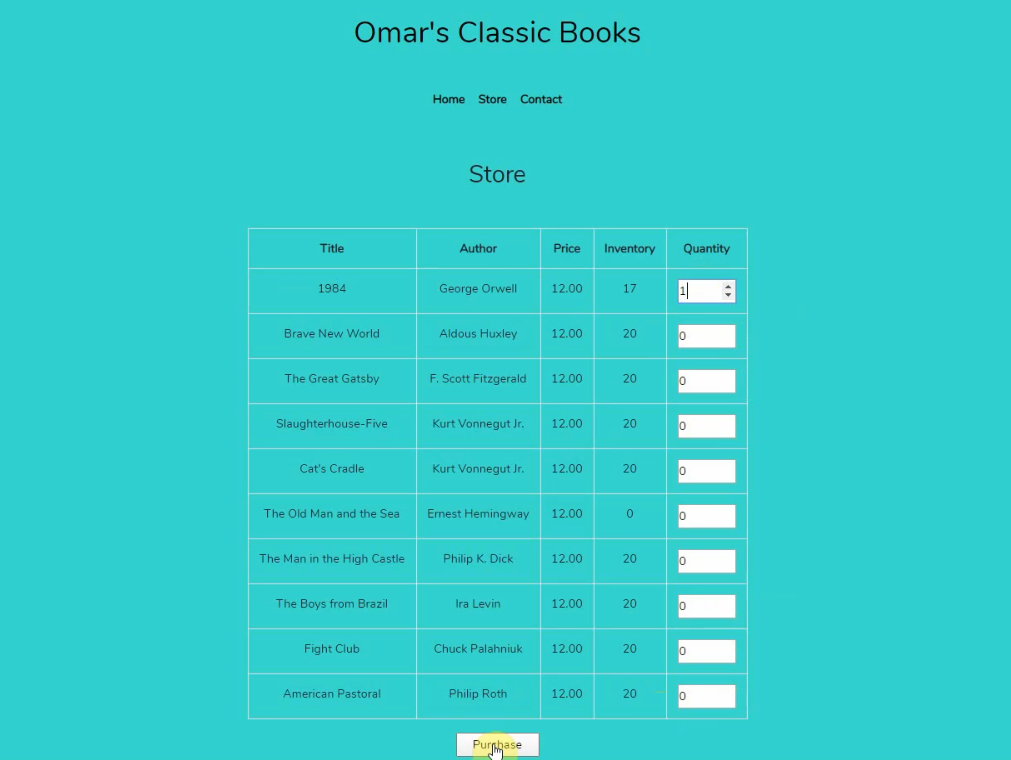 Omar's Classic Books
Home Store Contact
Store
Title Author Price Inventory Quantity
1984 George Orwell 12.00 17 1
Brave New World Aldous Huxley 12.00 20 0
The Great Gatsby F. Scott Fitzgerald 12.00 20 0
Slaughterhouse-Five Kurt Vonnegut Jr. 12.00 20 0
Cat's Cradle Kurt Vonnegut Jr. 12.00 20 0
The Old Man and the Sea Ernest Hemingway 12.00 0 0
The Man in the High Castle Philip K. Dick 12.00 20 0
The Boys from Brazil Ira Levin 12.00 20 0
Fight Club Chuck Palahniuk 12.00 20 0
American Pastoral Philip Roth 12.00 20 0
Purchase